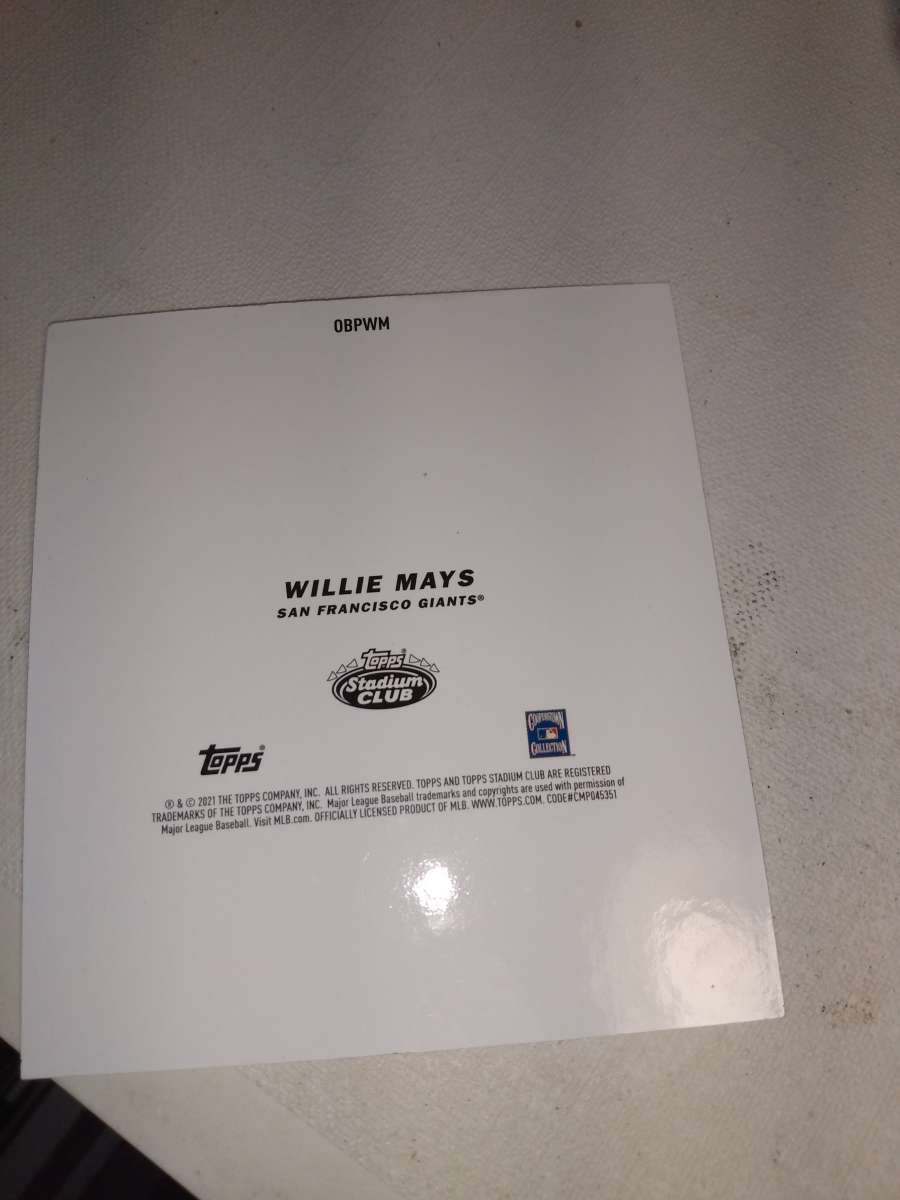 OBPWM
WILLIE MAYS
SAN FRANCISCO GIANTS®
topps®
Stadium
CLUB
topps®
COOPERSTOWN
COLLECTION
® & © 2021 THE TOPPS COMPANY, INC. ALL RIGHTS RESERVED. TOPPS AND TOPPS STADIUM CLUB ARE REGISTERED
TRADEMARKS OF THE TOPPS COMPANY, INC. Major League Baseball trademarks and copyrights are used with permission of
Major League Baseball. Visit MLB.com. OFFICIALLY LICENSED PRODUCT OF MLB. WWW.TOPPS.COM. CODE#CMP045351